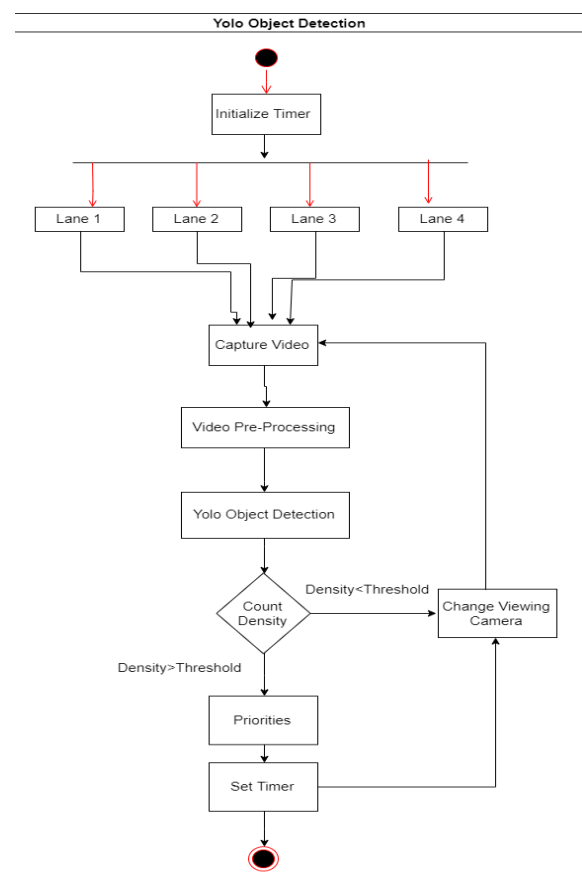 Yolo Object Detection
Initialize Timer
Lane 1
Lane 2
Lane 3
Lane 4
Capture Video
Video Pre-Processing
Yolo Object Detection
Density<Threshold
Count
Density
Change Viewing
Camera
Density>Threshold
Priorities
Set Timer